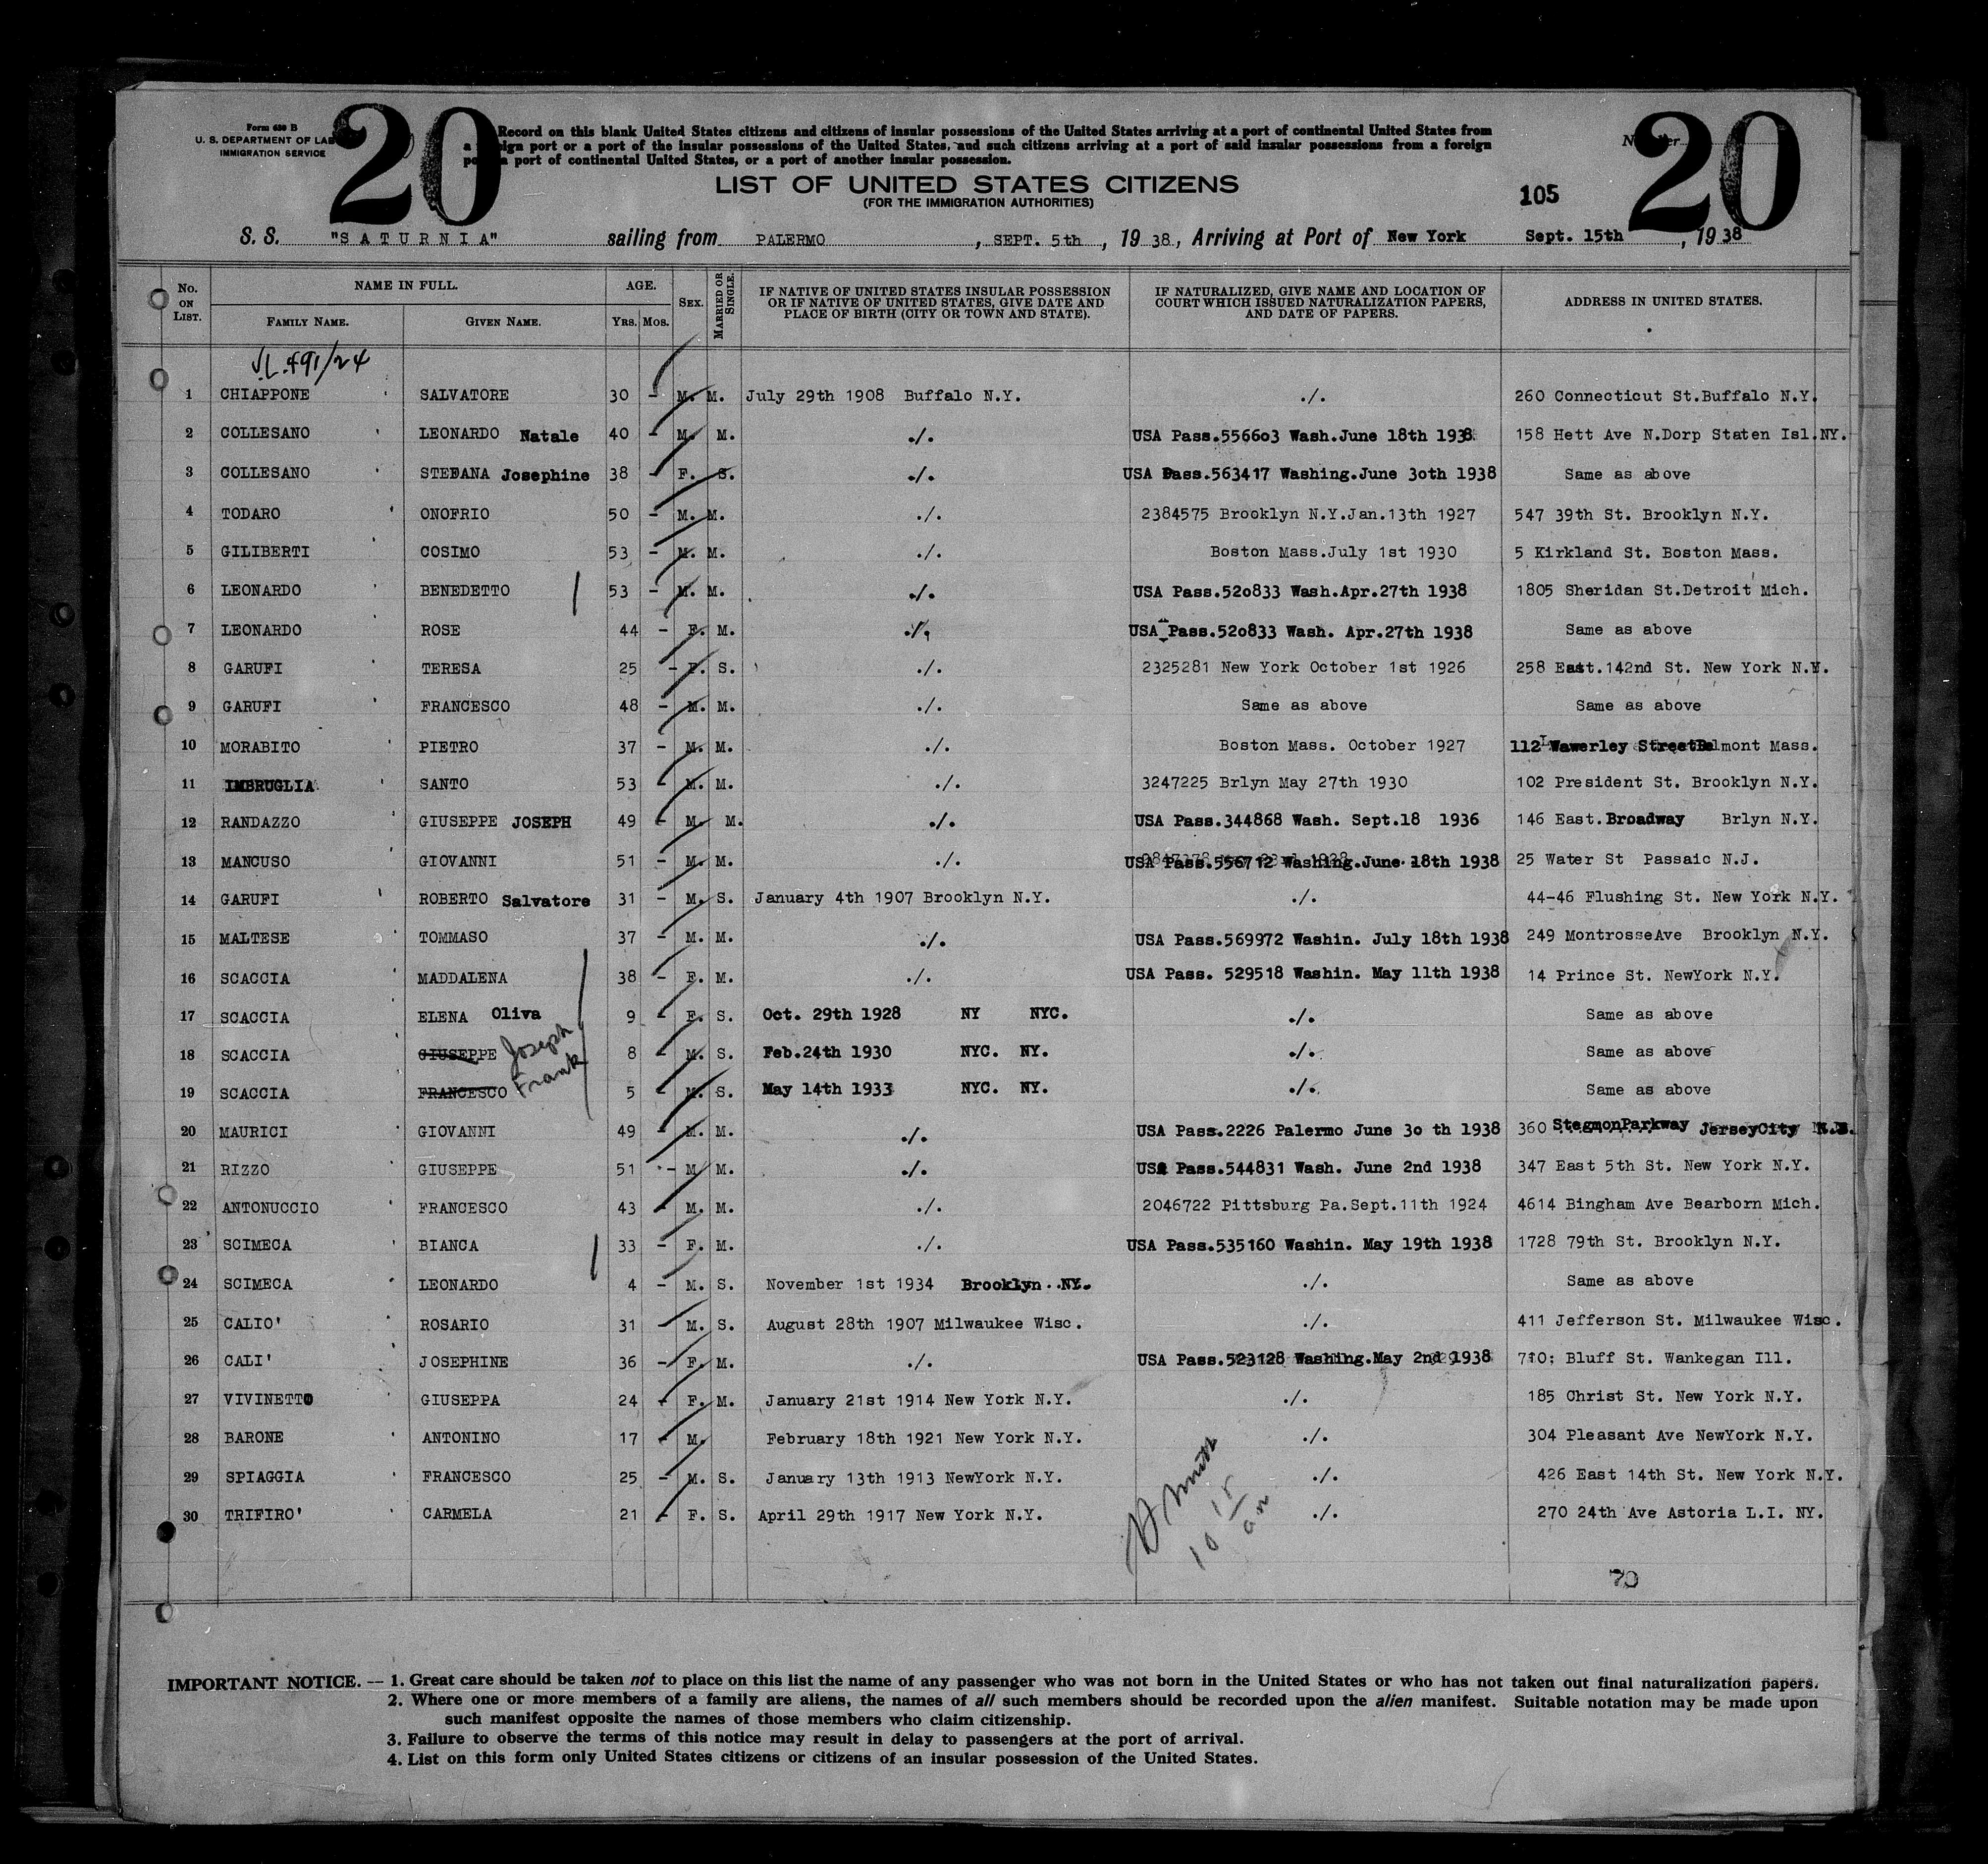 Form 630 B
U. S. DEPARTMENT OF LAB
IMMIGRATION SERVICE
20
Record on this blank United States citizens and citizens of insular possessions of the United States arriving at a port of continental United States from
a ign port or a port of the insular possessions of the United States, and such citizens arriving at a port of said insular possessions from a foreign
po a port of continental United States, or a port of another insular possession.
20
LIST OF UNITED STATES CITIZENS
(FOR THE IMMIGRATION AUTHORITIES)
105
S. S. "SATURNIA" sailing from PALERMO , SEPT. 5th , 19 38, Arriving at Port of New York Sept. 15th , 19 38
No. ON LIST. NAME IN FULL. FAMILY NAME. GIVEN NAME. AGE. YRS. MOS. SEX. MARRIED OR SINGLE. IF NATIVE OF UNITED STATES INSULAR POSSESSION OR IF NATIVE OF UNITED STATES, GIVE DATE AND PLACE OF BIRTH (CITY OR TOWN AND STATE). IF NATURALIZED, GIVE NAME AND LOCATION OF COURT WHICH ISSUED NATURALIZATION PAPERS, AND DATE OF PAPERS. ADDRESS IN UNITED STATES.
1 CHIAPPONE SALVATORE 30 - M. M. July 29th 1908 Buffalo N.Y. ./. 260 Connecticut St.Buffalo N.Y.
2 COLLESANO LEONARDO Natale 40 - M. M. ./. USA Pass.556603 Wash.June 18th 1938 158 Hett Ave N.Dorp Staten Isl.NY.
3 COLLESANO STEFANA Josephine 38 - F. S. ./. USA Pass.563417 Washing.June 30th 1938 Same as above
4 TODARO ONOFRIO 50 - M. M. ./. 2384575 Brooklyn N.Y.Jan.13th 1927 547 39th St. Brooklyn N.Y.
5 GILIBERTI COSIMO 53 - M. M. ./. Boston Mass.July 1st 1930 5 Kirkland St. Boston Mass.
6 LEONARDO BENEDETTO 53 - M. M. ./. USA Pass.520833 Wash.Apr.27th 1938 1805 Sheridan St.Detroit Mich.
7 LEONARDO ROSE 44 - F. M. ./. USA Pass.520833 Wash. Apr.27th 1938 Same as above
8 GARUFI TERESA 25 - F. S. ./. 2325281 New York October 1st 1926 258 East.142nd St. New York N.Y.
9 GARUFI FRANCESCO 48 - M. M. ./. Same as above Same as above
10 MORABITO PIETRO 37 - M. M. ./. Boston Mass. October 1927 112 Waverley StreetBelmont Mass.
11 IMBRUGLIA SANTO 53 - M. M. ./. 3247225 Brlyn May 27th 1930 102 President St. Brooklyn N.Y.
12 RANDAZZO GIUSEPPE JOSEPH 49 - M. M. ./. USA Pass.344868 Wash. Sept.18 1936 146 East.Broadway Brlyn N.Y.
13 MANCUSO GIOVANNI 51 - M. M. ./. USA Pass.556712 Washing.June 18th 1938 25 Water St Passaic N.J.
14 GARUFI ROBERTO Salvatore 31 - M. S. January 4th 1907 Brooklyn N.Y. ./. 44-46 Flushing St. New York N.Y.
15 MALTESE TOMMASO 37 - M. M. ./. USA Pass.569972 Washin. July 18th 1938 249 MontrosseAve Brooklyn N.Y.
16 SCACCIA MADDALENA 38 - F. M. ./. USA Pass. 529518 Washin. May 11th 1938 14 Prince St. NewYork N.Y.
17 SCACCIA ELENA Oliva 9 - F. S. Oct. 29th 1928 NY NYC. ./. Same as above
18 SCACCIA GIUSEPPE Joseph 8 - M. S. Feb.24th 1930 NYC. NY. ./. Same as above
19 SCACCIA FRANCESCO Frank 5 - M. S. May 14th 1933 NYC. NY. ./. Same as above
20 MAURICI GIOVANNI 49 - M. M. ./. USA Pass.2226 Palermo June 30 th 1938 360 StegmonParkway JerseyCity N.J.
21 RIZZO GIUSEPPE 51 - M M. ./. USA Pass.544831 Wash. June 2nd 1938 347 East 5th St. New York N.Y.
22 ANTONUCCIO FRANCESCO 43 - M. M. ./. 2046722 Pittsburg Pa.Sept.11th 1924 4614 Bingham Ave Bearborn Mich.
23 SCIMECA BIANCA 33 - F. M. ./. USA Pass.535160 Washin. May 19th 1938 1728 79th St. Brooklyn N.Y.
24 SCIMECA LEONARDO 4 - M. S. November 1st 1934 Brooklyn..NY. ./. Same as above
25 CALIO' ROSARIO 31 - M. S. August 28th 1907 Milwaukee Wisc. ./. 411 Jefferson St. Milwaukee Wisc.
26 CALI' JOSEPHINE 36 - F. M. ./. USA Pass.523128 Washing.May 2nd 1938 710: Bluff St. Wankegan Ill.
27 VIVINETTO GIUSEPPA 24 - F. M. January 21st 1914 New York N.Y. ./. 185 Christ St. New York N.Y.
28 BARONE ANTONINO 17 - M. February 18th 1921 New York N.Y. ./. 304 Pleasant Ave NewYork N.Y.
29 SPIAGGIA FRANCESCO 25 - M. S. January 13th 1913 NewYork N.Y. ./. 426 East 14th St. New York N.Y.
30 TRIFIRO' CARMELA 21 - F. S. April 29th 1917 New York N.Y. ./. 270 24th Ave Astoria L.I. NY.
70
IMPORTANT NOTICE. — 1. Great care should be taken not to place on this list the name of any passenger who was not born in the United States or who has not taken out final naturalization papers.
2. Where one or more members of a family are aliens, the names of all such members should be recorded upon the alien manifest. Suitable notation may be made upon
such manifest opposite the names of those members who claim citizenship.
3. Failure to observe the terms of this notice may result in delay to passengers at the port of arrival.
4. List on this form only United States citizens or citizens of an insular possession of the United States.